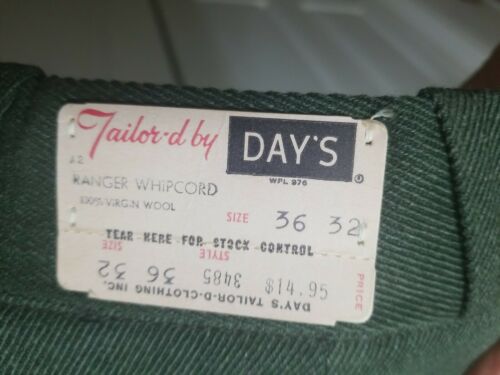 Tailor-d by DAY'S ®
WPL 976
A2
RANGER WHIPCORD
100% VIRGIN WOOL
SIZE 36 32
TEAR HERE FOR STOCK CONTROL
PRICE $14.95
STYLE 3485
SIZE 36 32
DAY'S TAILOR-D-CLOTHING INC.